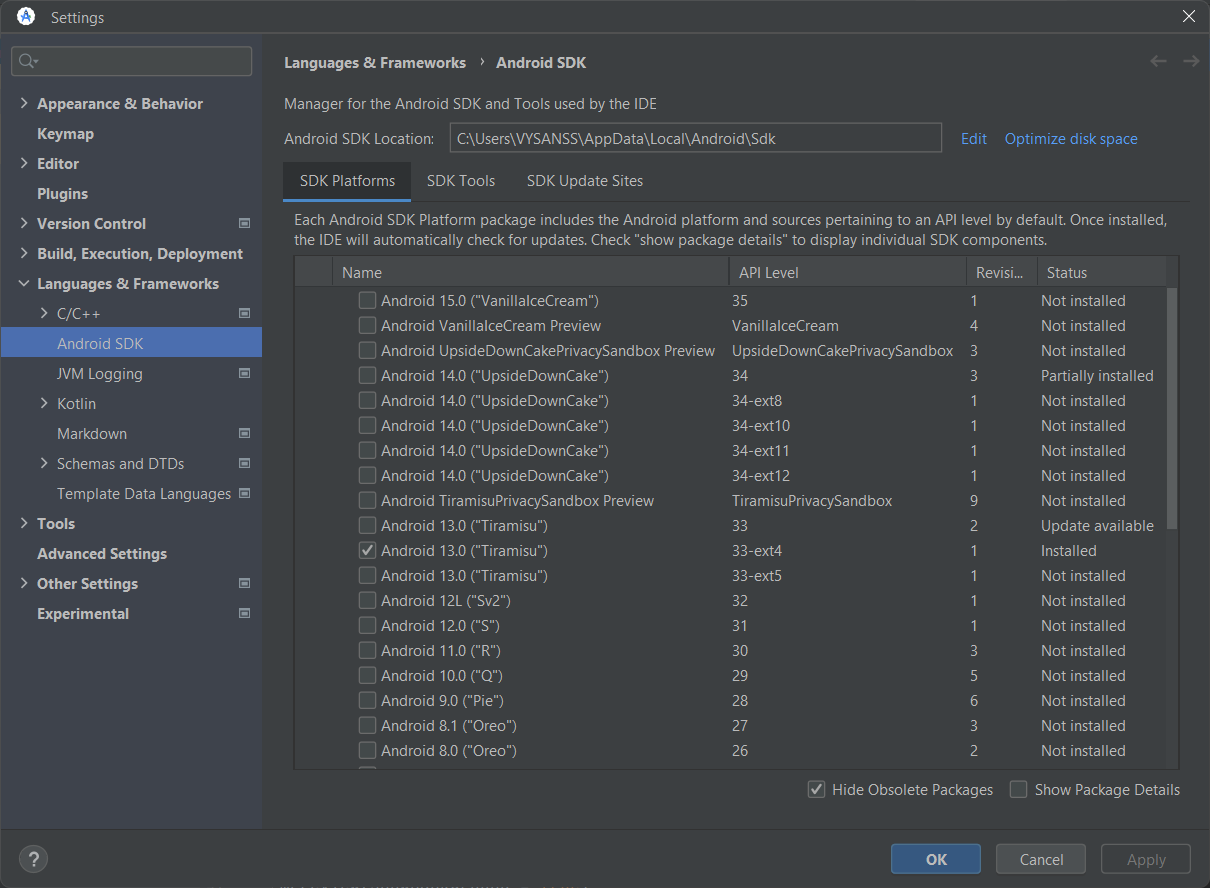 Settings
Appearance & Behavior
Keymap
Editor
Plugins
Version Control
Build, Execution, Deployment
Languages & Frameworks
C/C++
Android SDK
JVM Logging
Kotlin
Markdown
Schemas and DTDs
Template Data Languages
Tools
Advanced Settings
Other Settings
Experimental
Languages & Frameworks › Android SDK
Manager for the Android SDK and Tools used by the IDE
Android SDK Location: C:\Users\VYSANSS\AppData\Local\Android\Sdk Edit Optimize disk space
SDK Platforms SDK Tools SDK Update Sites
Each Android SDK Platform package includes the Android platform and sources pertaining to an API level by default. Once installed,
the IDE will automatically check for updates. Check "show package details" to display individual SDK components.
Name API Level Revisi... Status
Android 15.0 ("VanillaIceCream") 35 1 Not installed
Android VanillaIceCream Preview VanillaIceCream 4 Not installed
Android UpsideDownCakePrivacySandbox Preview UpsideDownCakePrivacySandbox 3 Not installed
Android 14.0 ("UpsideDownCake") 34 3 Partially installed
Android 14.0 ("UpsideDownCake") 34-ext8 1 Not installed
Android 14.0 ("UpsideDownCake") 34-ext10 1 Not installed
Android 14.0 ("UpsideDownCake") 34-ext11 1 Not installed
Android 14.0 ("UpsideDownCake") 34-ext12 1 Not installed
Android TiramisuPrivacySandbox Preview TiramisuPrivacySandbox 9 Not installed
Android 13.0 ("Tiramisu") 33 2 Update available
Android 13.0 ("Tiramisu") 33-ext4 1 Installed
Android 13.0 ("Tiramisu") 33-ext5 1 Not installed
Android 12L ("Sv2") 32 1 Not installed
Android 12.0 ("S") 31 1 Not installed
Android 11.0 ("R") 30 3 Not installed
Android 10.0 ("Q") 29 5 Not installed
Android 9.0 ("Pie") 28 6 Not installed
Android 8.1 ("Oreo") 27 3 Not installed
Android 8.0 ("Oreo") 26 2 Not installed
Hide Obsolete Packages Show Package Details
? OK Cancel Apply